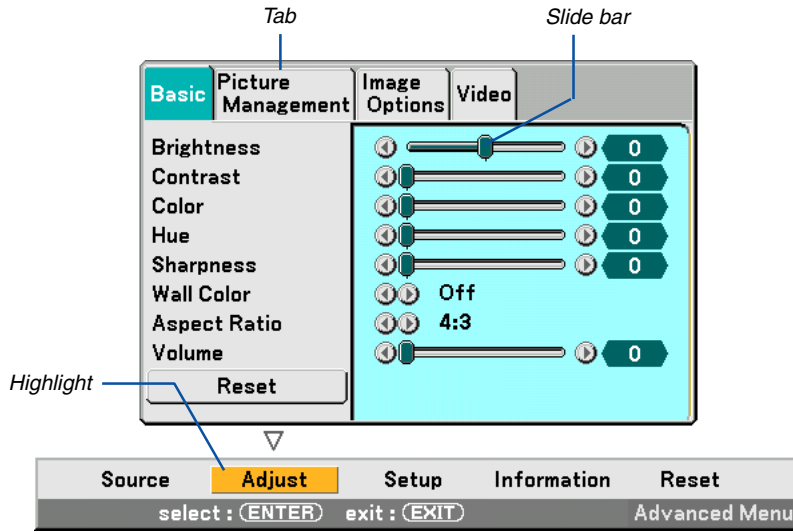 Tab
Slide bar
Basic
Picture
Management
Image
Options
Video
Brightness 0
Contrast 0
Color 0
Hue 0
Sharpness 0
Wall Color Off
Aspect Ratio 4:3
Volume 0
Reset
Highlight
Source Adjust Setup Information Reset
select : (ENTER) exit : (EXIT) Advanced Menu